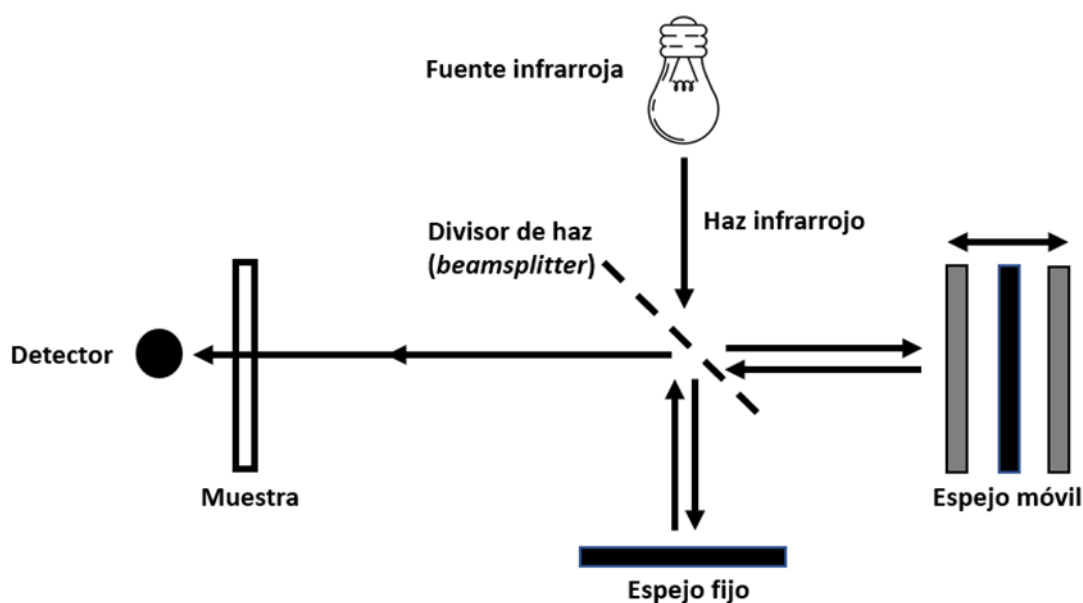 Fuente infrarroja
Haz infrarrojo
Divisor de haz
(beamsplitter)
Detector
Muestra
Espejo móvil
Espejo fijo